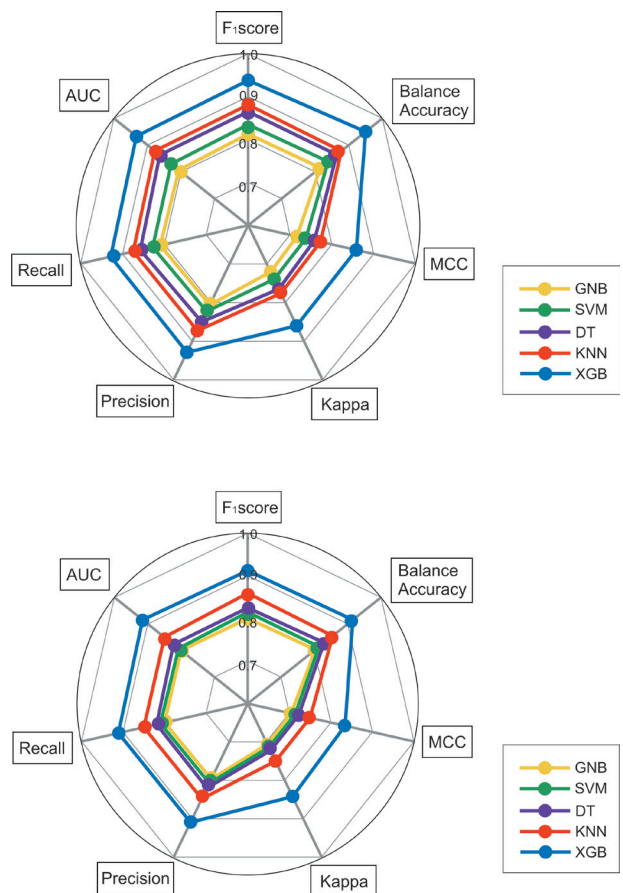 F₁score
1.0
AUC
Balance
Accuracy
0.9
0.8
0.7
Recall
MCC
Precision
Kappa
GNB
SVM
DT
KNN
XGB
F₁score
1.0
AUC
Balance
Accuracy
0.9
0.8
0.7
Recall
MCC
Precision
Kappa
GNB
SVM
DT
KNN
XGB